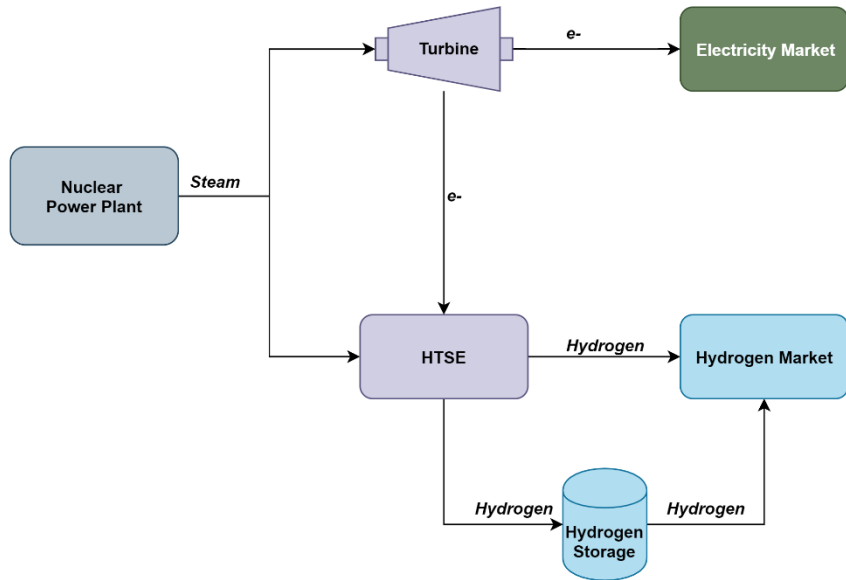 Turbine
e-
Electricity Market
Nuclear
Power Plant
Steam
e-
HTSE
Hydrogen
Hydrogen Market
Hydrogen
Hydrogen
Storage
Hydrogen